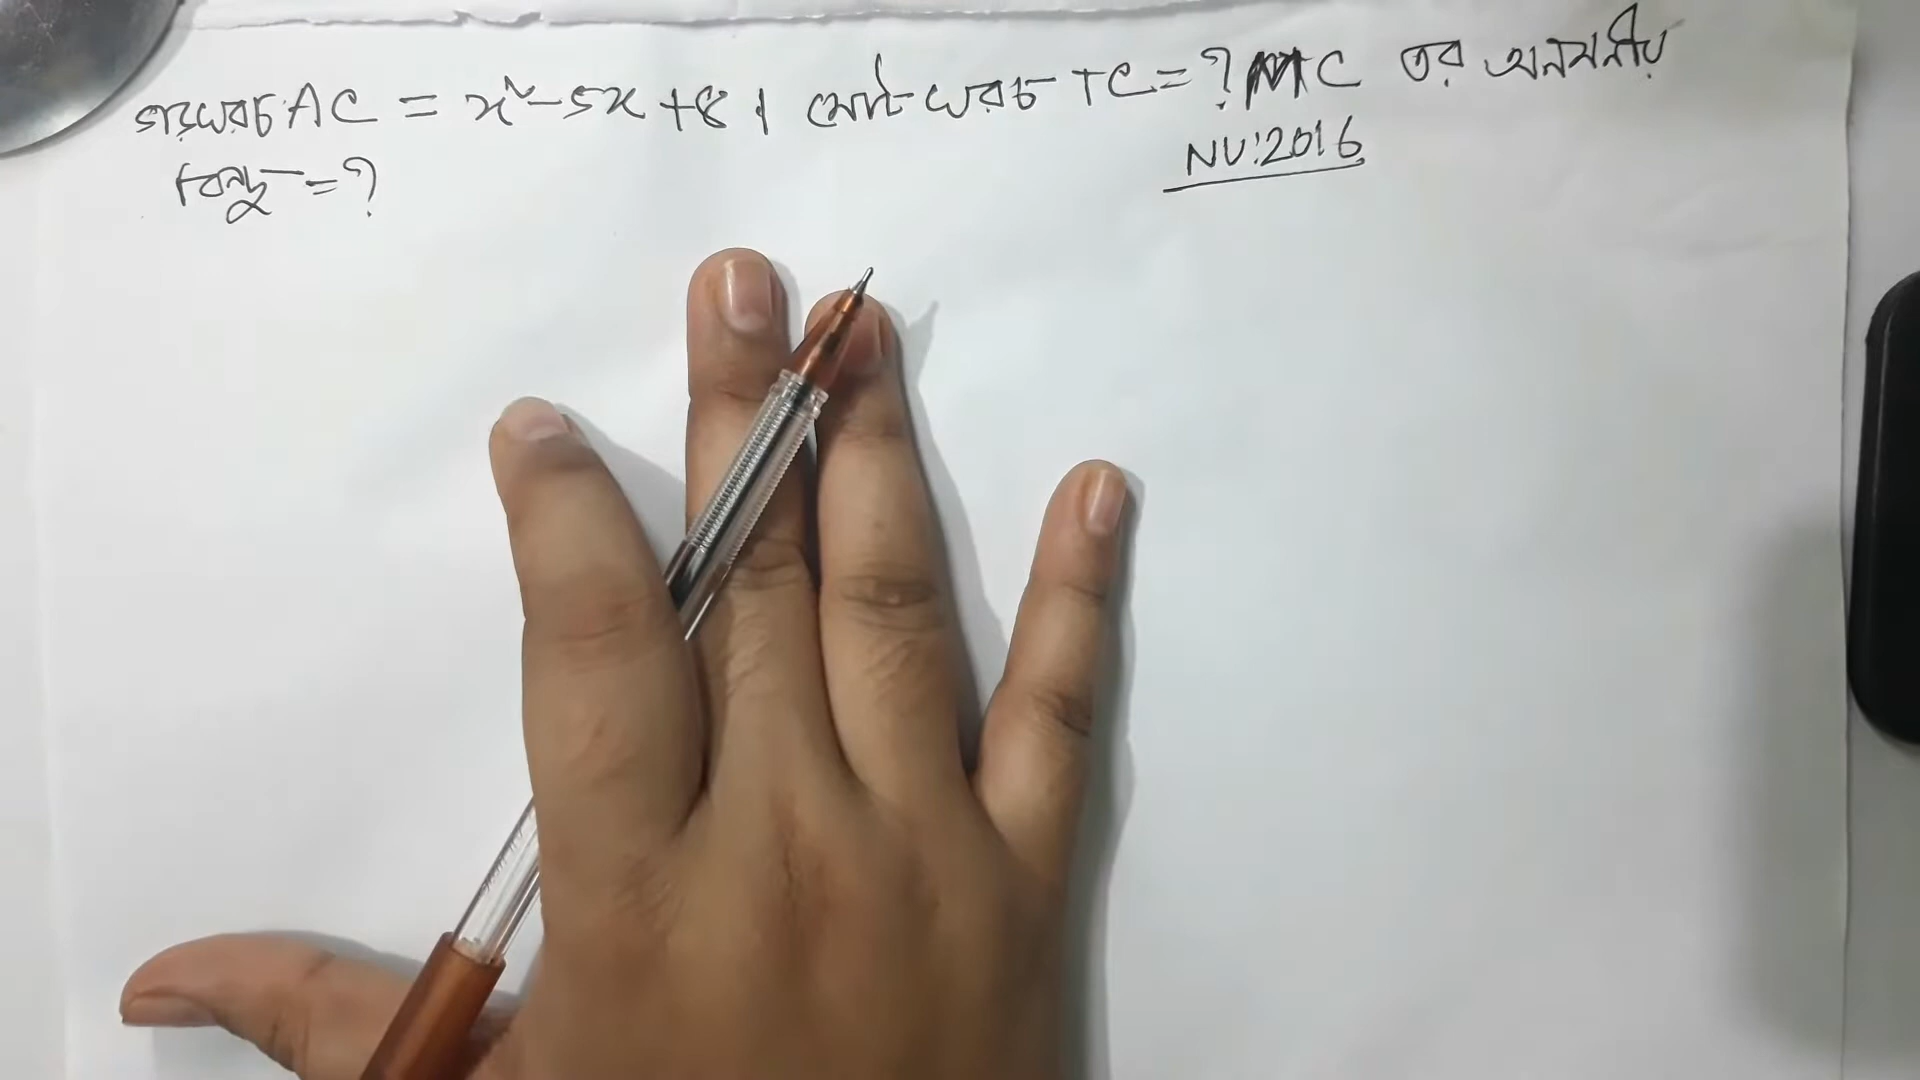 গড়খরচ AC = x² - 5x + 8। মোট খরচ TC = ? MC এর অনমনীয়
বিন্দু = ?
NU:2016